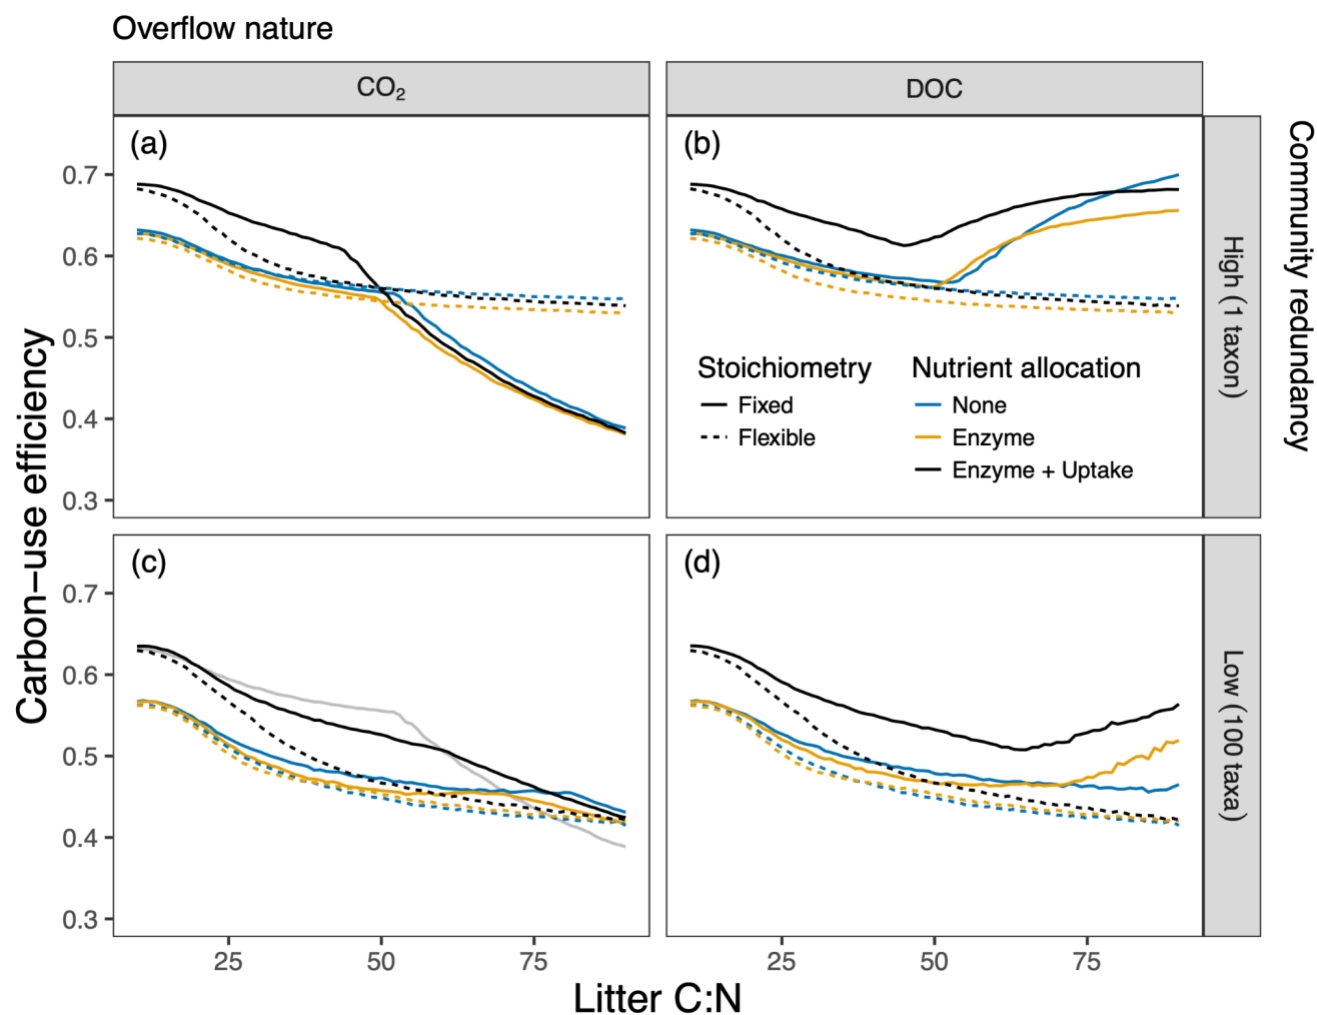 Overflow nature
CO₂
DOC
(a)
(b)
0.7
0.6
0.5
0.4
0.3
Stoichiometry
Fixed
Flexible
Nutrient allocation
None
Enzyme
Enzyme + Uptake
High (1 taxon)
Community redundancy
Carbon−use efficiency
(c)
(d)
0.7
0.6
0.5
0.4
0.3
Low (100 taxa)
25
50
75
25
50
75
Litter C:N